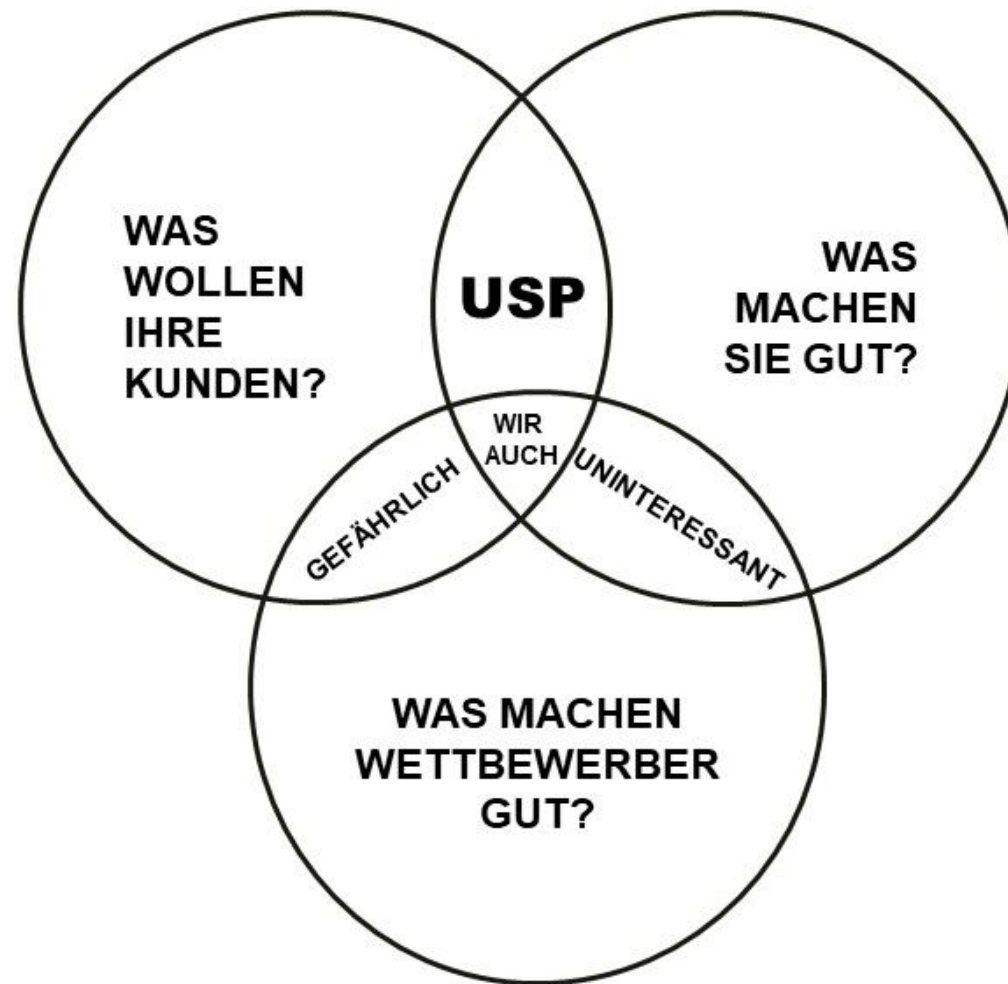 WAS
WOLLEN
IHRE
KUNDEN?
USP
WAS
MACHEN
SIE GUT?
WIR
AUCH
GEFÄHRLICH
UNINTERESSANT
WAS MACHEN
WETTBEWERBER
GUT?